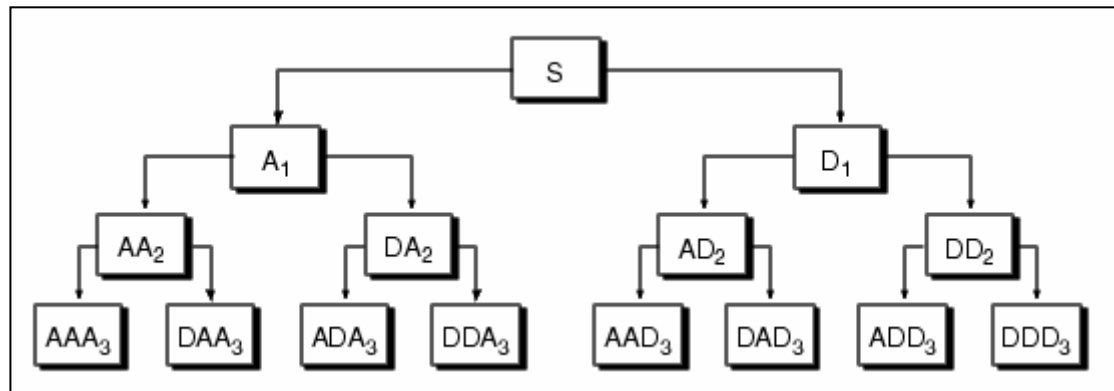 S
A₁ D₁
AA₂ DA₂ AD₂ DD₂
AAA₃ DAA₃ ADA₃ DDA₃ AAD₃ DAD₃ ADD₃ DDD₃